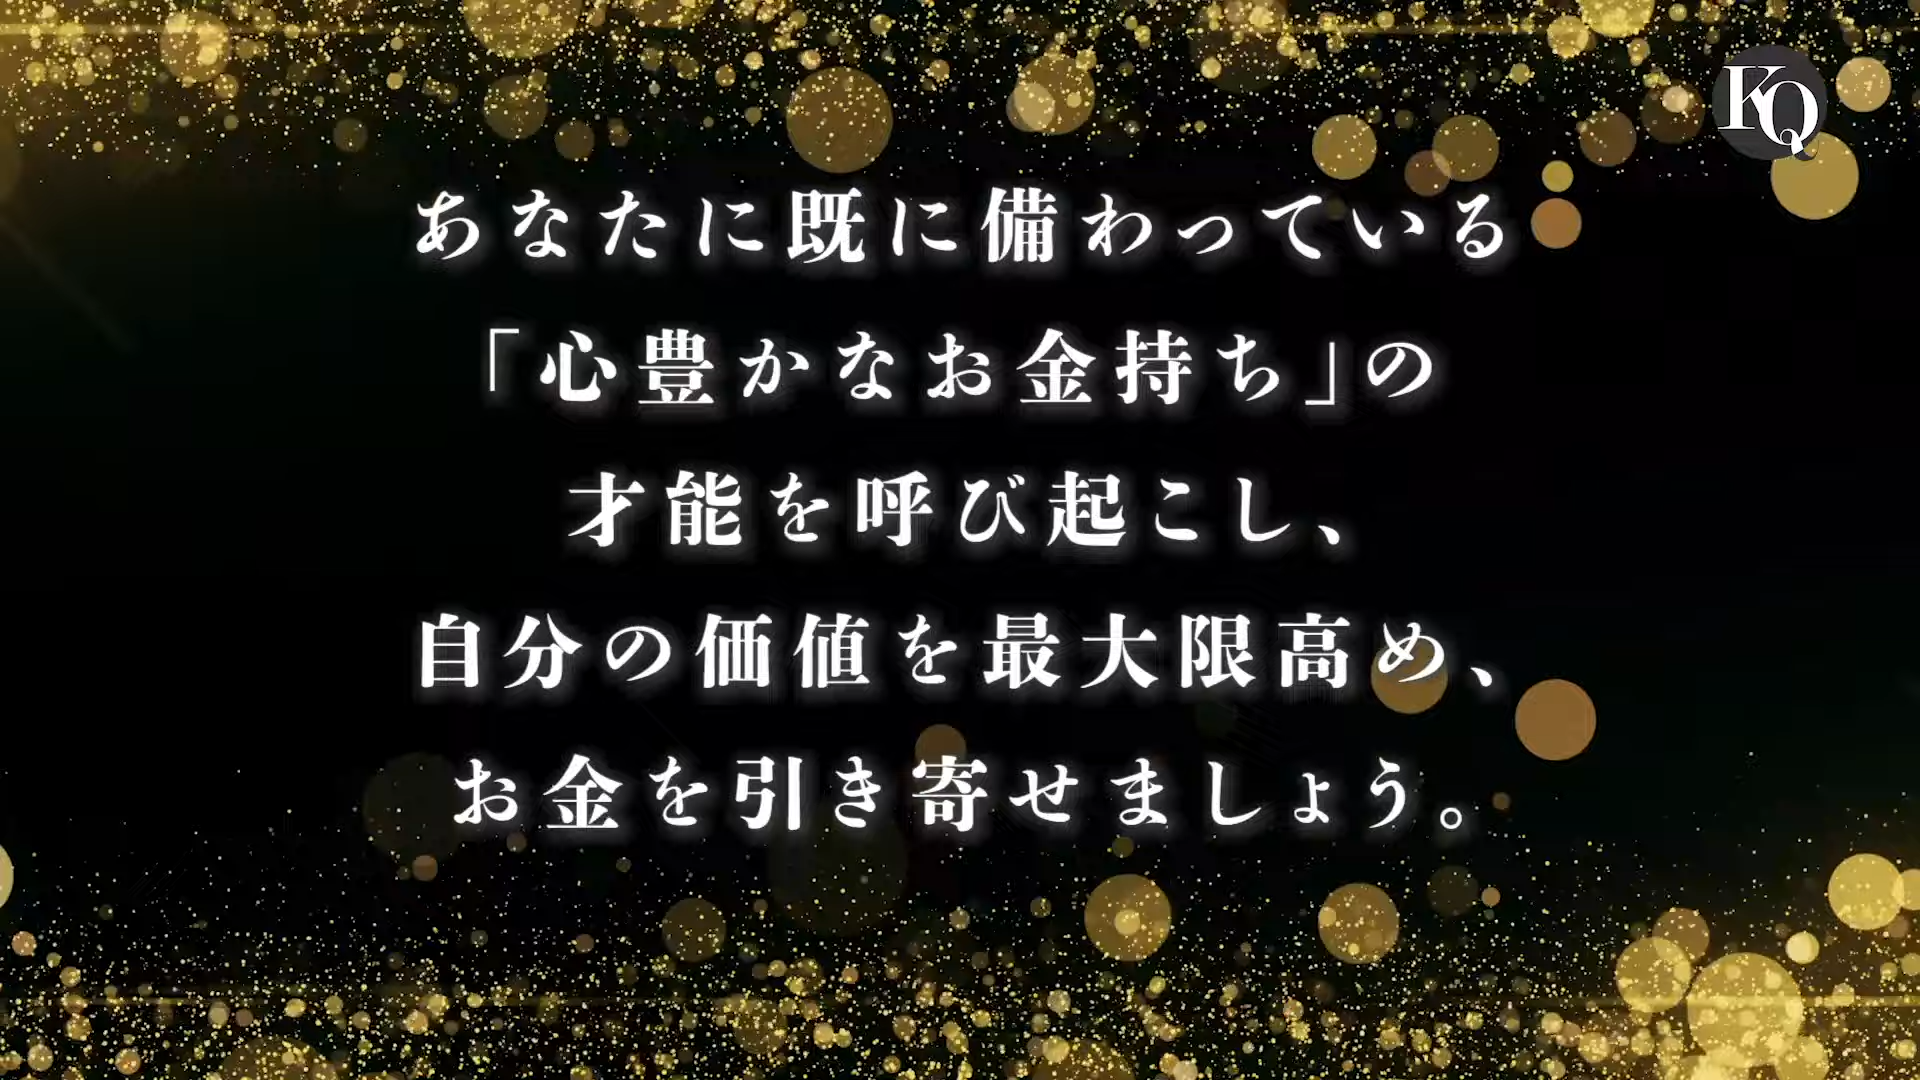 KQ
あなたに既に備わっている
「心豊かなお金持ち」の
才能を呼び起こし、
自分の価値を最大限高め、
お金を引き寄せましょう。